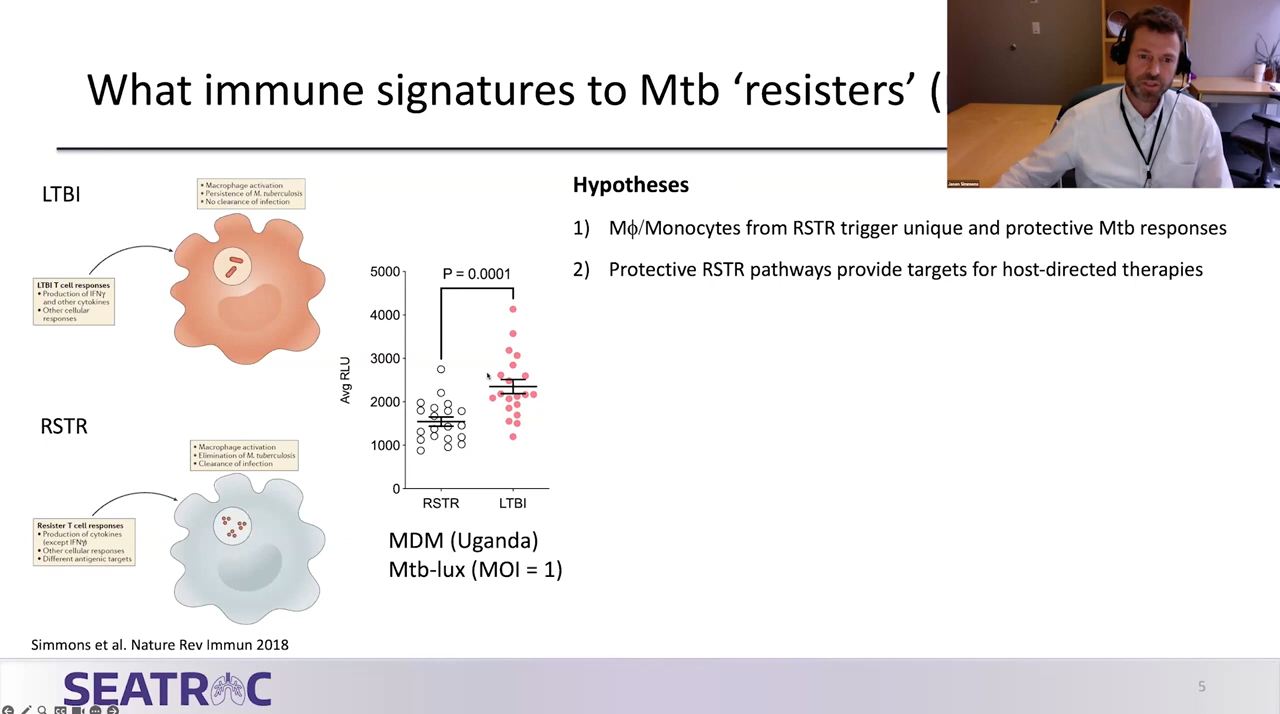 What immune signatures to Mtb ‘resisters’ (
Jason Simmons
LTBI
• Macrophage activation
• Persistence of M. tuberculosis
• No clearance of infection
LTBI T cell responses
• Production of IFNγ
and other cytokines
• Other cellular
responses
RSTR
• Macrophage activation
• Elimination of M. tuberculosis
• Clearance of infection
Resister T cell responses
• Production of cytokines
(except IFNγ)
• Other cellular responses
• Different antigenic targets
Simmons et al. Nature Rev Immun 2018
P = 0.0001
5000
4000
3000
2000
1000
0
Avg RLU
RSTR LTBI
MDM (Uganda)
Mtb-lux (MOI = 1)
Hypotheses
1) Mϕ/Monocytes from RSTR trigger unique and protective Mtb responses
2) Protective RSTR pathways provide targets for host-directed therapies
SEATRAC
5